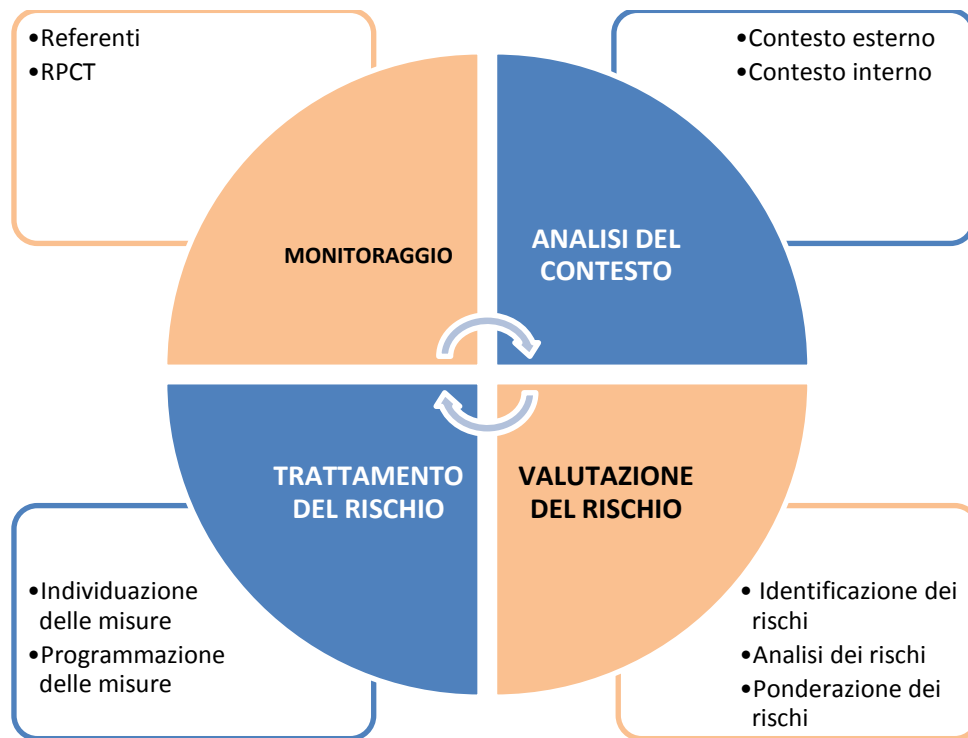 •Referenti
•RPCT
•Contesto esterno
•Contesto interno
MONITORAGGIO
ANALISI DEL
CONTESTO
TRATTAMENTO
DEL RISCHIO
VALUTAZIONE
DEL RISCHIO
•Individuazione
delle misure
•Programmazione
delle misure
• Identificazione dei
rischi
•Analisi dei rischi
•Ponderazione dei
rischi